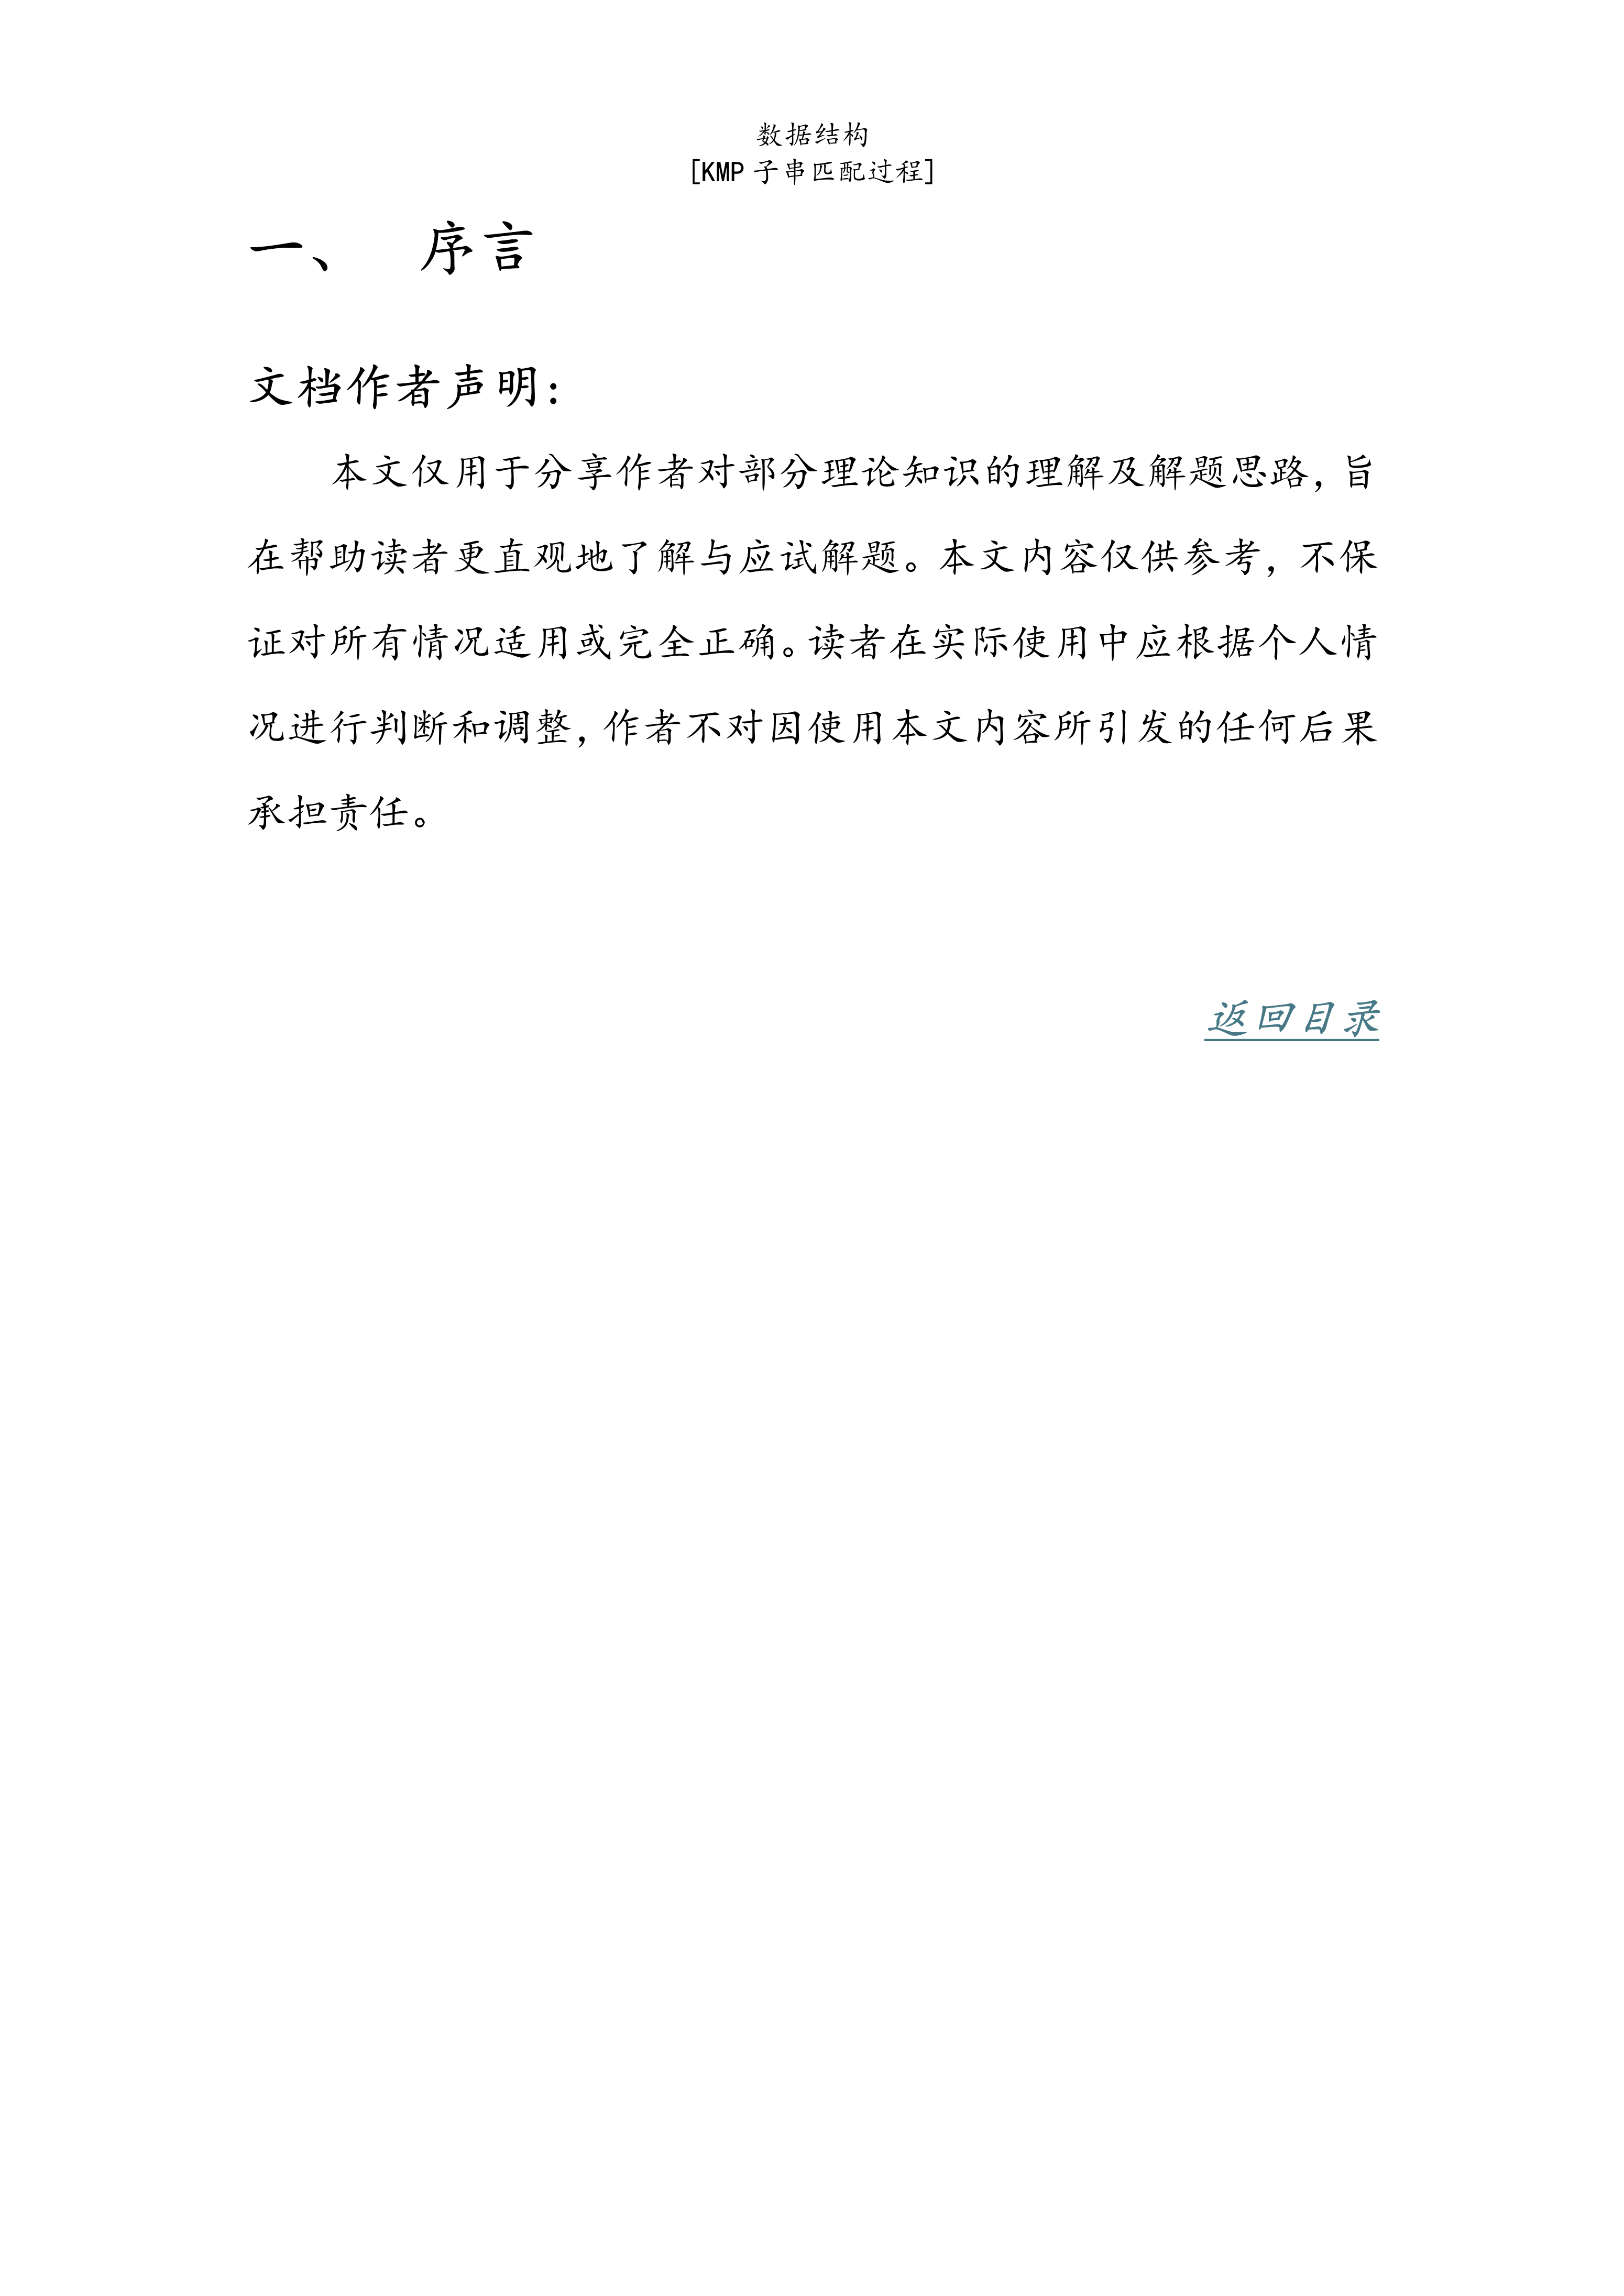 数据结构
[KMP 子串匹配过程]
一、 序言
文档作者声明：
本文仅用于分享作者对部分理论知识的理解及解题思路，旨
在帮助读者更直观地了解与应试解题。本文内容仅供参考，不保
证对所有情况适用或完全正确。读者在实际使用中应根据个人情
况进行判断和调整，作者不对因使用本文内容所引发的任何后果
承担责任。
返回目录